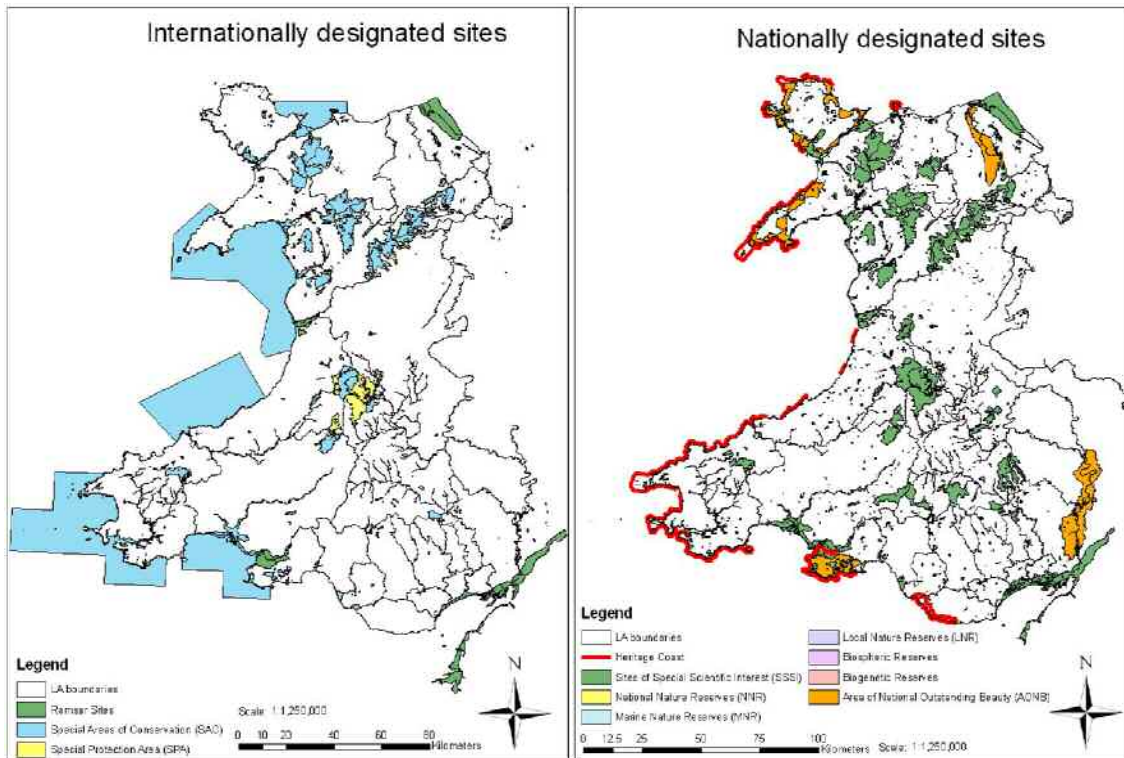 Internationally designated sites
Legend
LA boundaries
Ramsar Sites
Special Areas of Conservation (SAC)
Special Protection Area (SPA)
Scale: 1:1,250,000
0 20 40 60 80
Kilometers
N
Nationally designated sites
Legend
LA boundaries
Heritage Coast
Sites of Special Scientific Interest (SSSI)
National Nature Reserves (NNR)
Marine Nature Reserves (MNR)
Local Nature Reserves (LNR)
Biospheric Reserves
Biogenetic Reserves
Area of National Outstanding Beauty (AONB)
0 12.5 25 50 75 100
Kilometers
Scale: 1:1,250,000
N